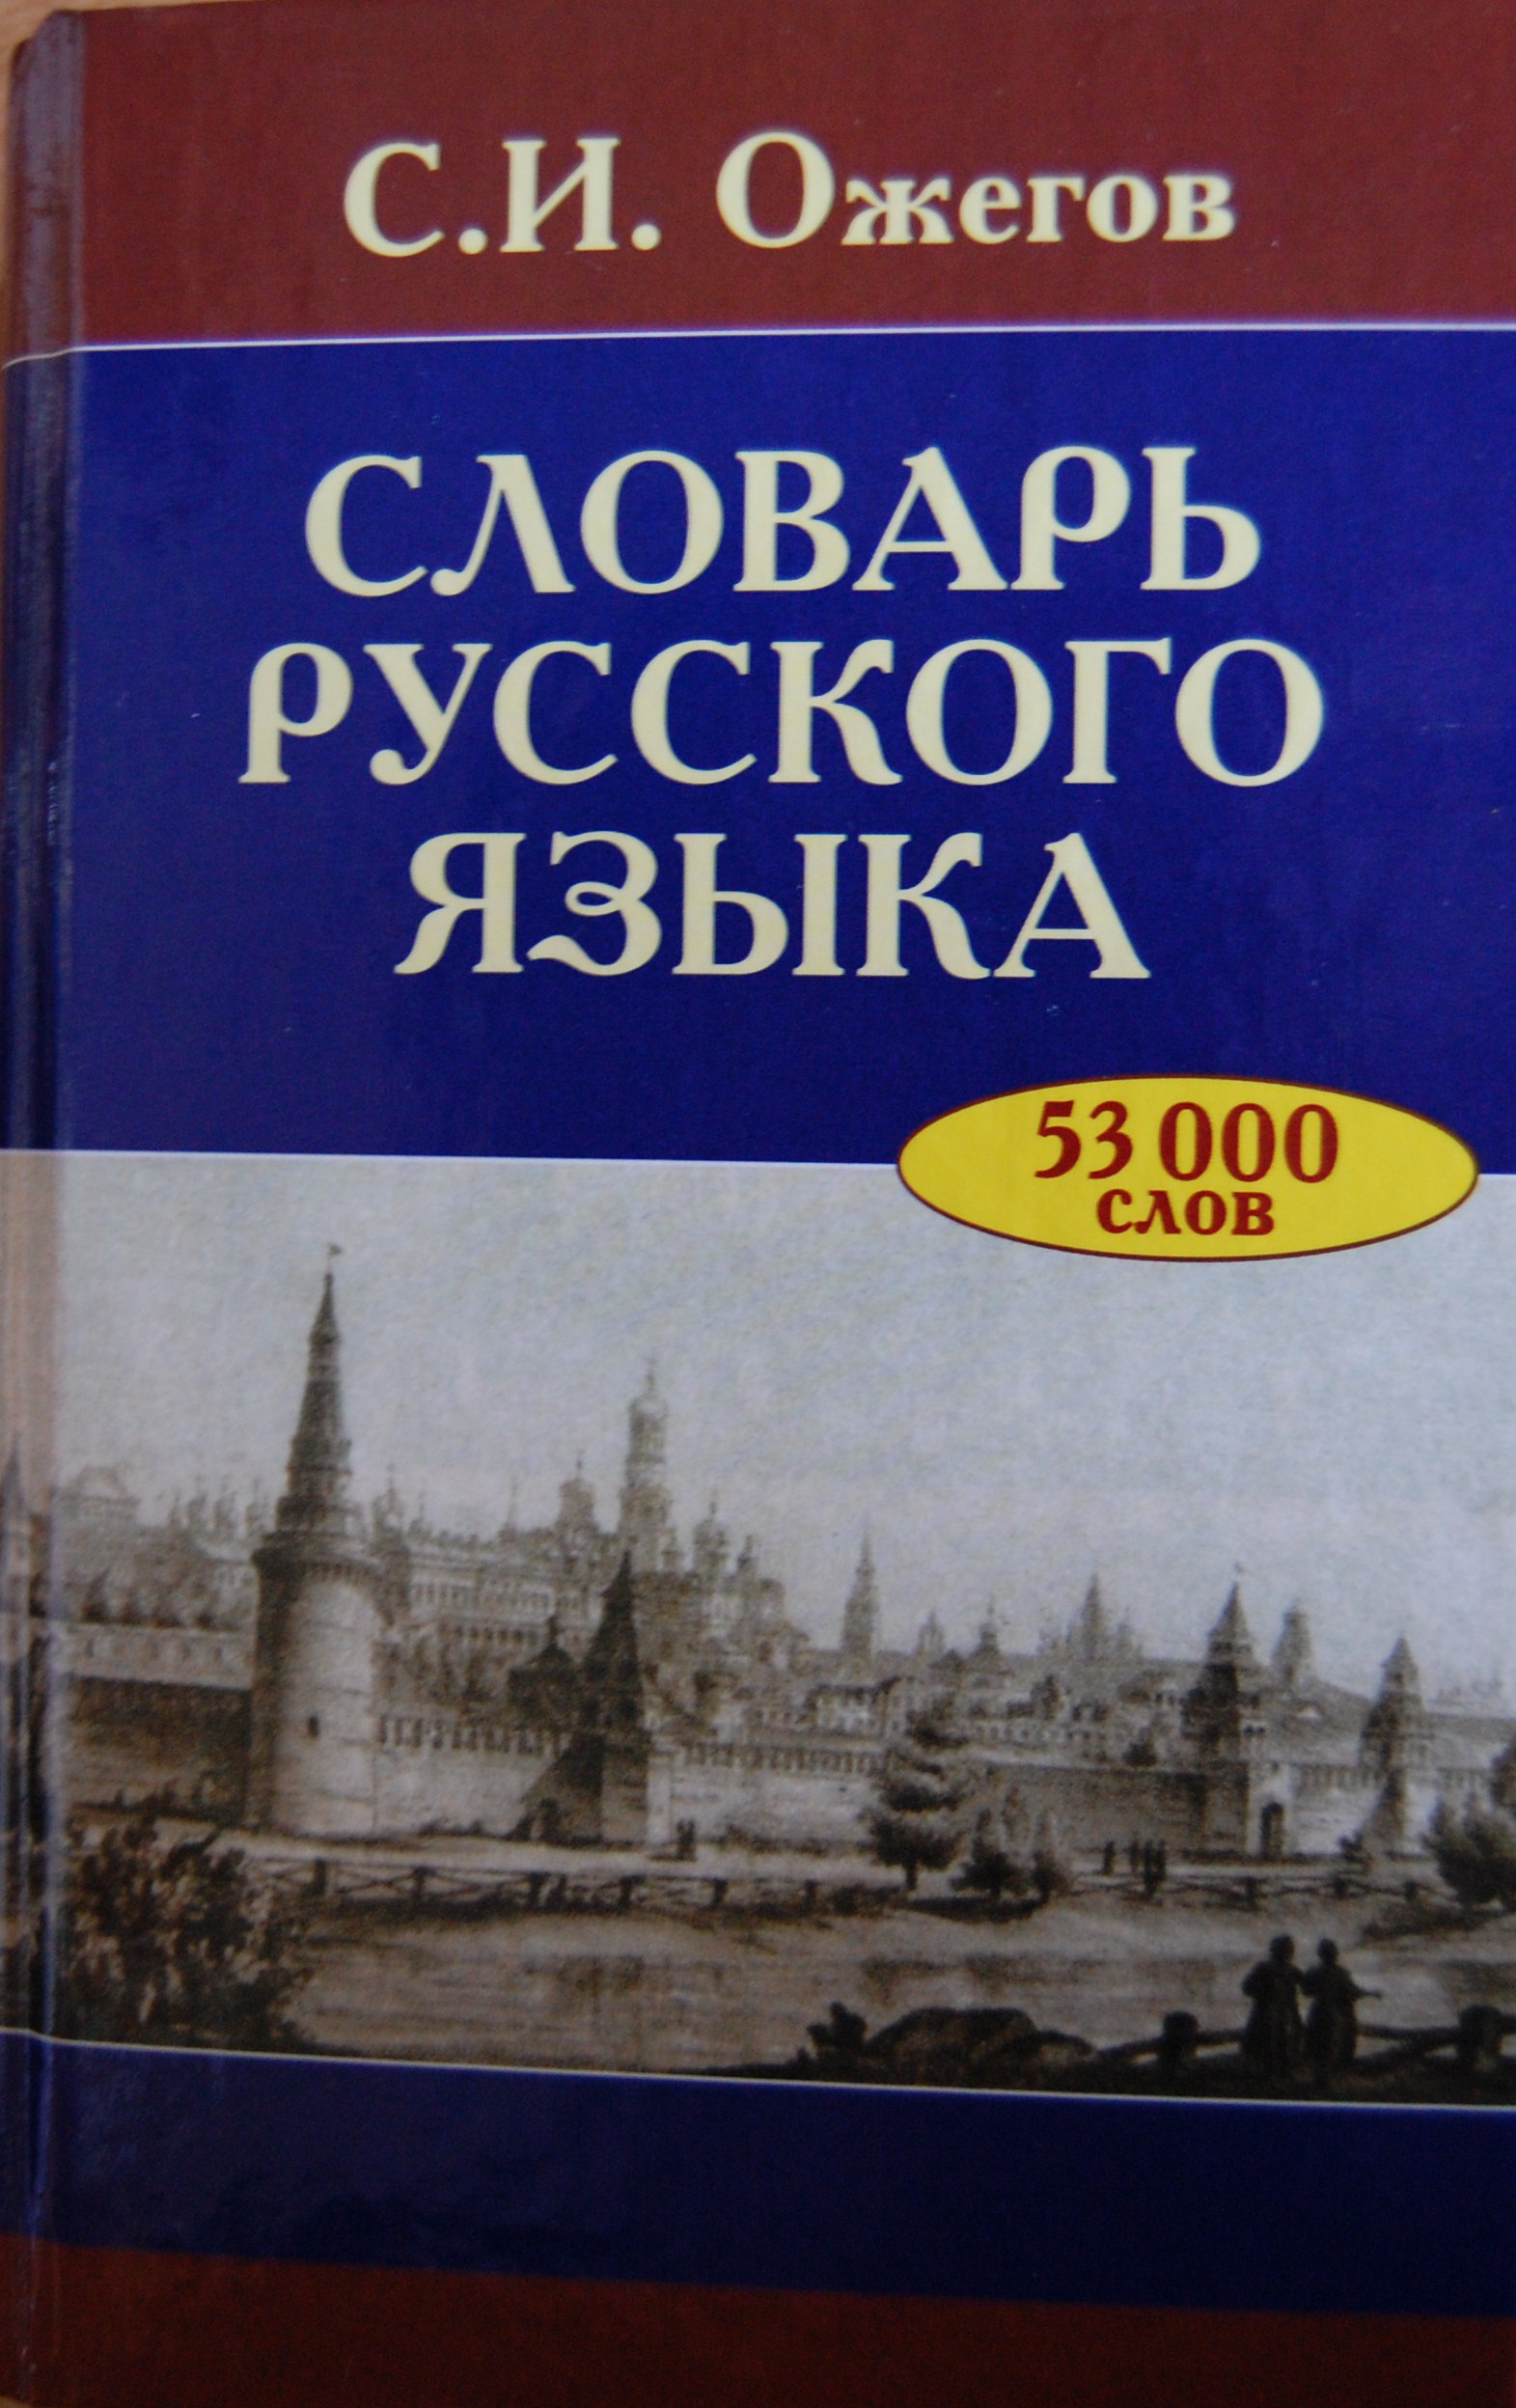 С.И. Ожегов
СЛОВАРЬ
РУССКОГО
ЯЗЫКА
53 000
СЛОВ